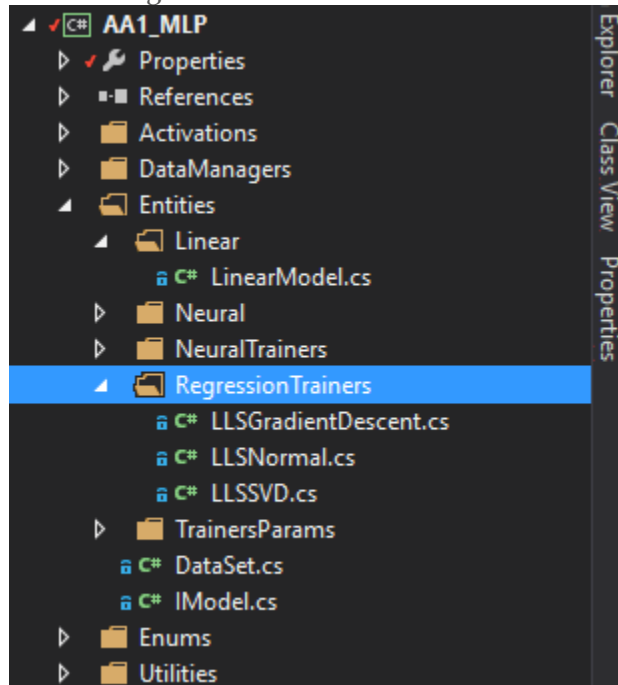 C# AA1_MLP
Properties
References
Activations
DataManagers
Entities
Linear
C# LinearModel.cs
Neural
NeuralTrainers
RegressionTrainers
C# LLSGradientDescent.cs
C# LLSNormal.cs
C# LLSSVD.cs
TrainersParams
C# DataSet.cs
C# IModel.cs
Enums
Utilities
Explorer
Class View
Properties